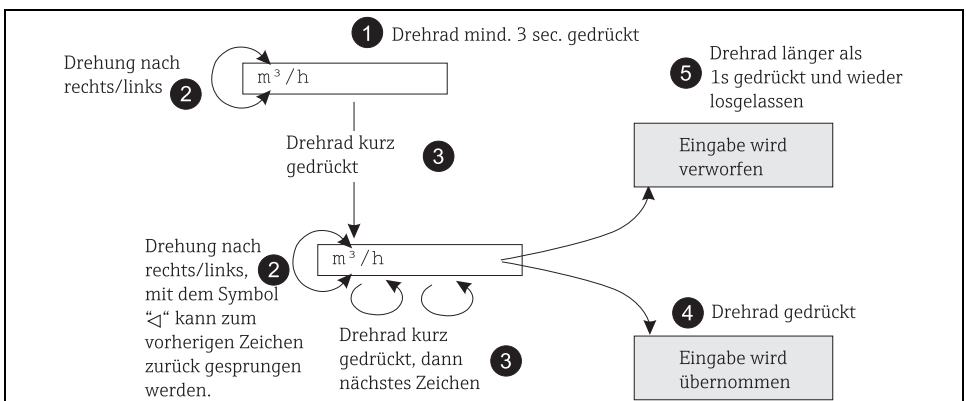 1 Drehrad mind. 3 sec. gedrückt
Drehung nach
rechts/links 2
m³/h
Drehrad kurz
gedrückt
3
5 Drehrad länger als
1s gedrückt und wieder
losgelassen
Eingabe wird
verworfen
Drehung nach
rechts/links, 2
mit dem Symbol
“◁“ kann zum
vorherigen Zeichen
zurück gesprungen
werden.
m³/h
Drehrad kurz
gedrückt, dann
nächstes Zeichen
3
4 Drehrad gedrückt
Eingabe wird
übernommen